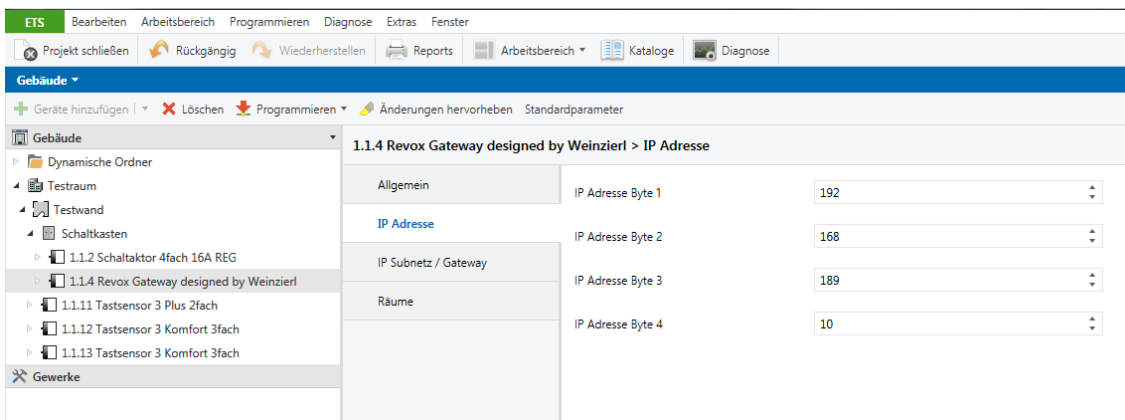 ETS Bearbeiten Arbeitsbereich Programmieren Diagnose Extras Fenster
Projekt schließen Rückgängig Wiederherstellen Reports Arbeitsbereich Kataloge Diagnose
Gebäude
Geräte hinzufügen Löschen Programmieren Änderungen hervorheben Standardparameter
Gebäude
Dynamische Ordner
Testraum
Testwand
Schaltkasten
1.1.2 Schaltaktor 4fach 16A REG
1.1.4 Revox Gateway designed by Weinzierl
1.1.11 Tastsensor 3 Plus 2fach
1.1.12 Tastsensor 3 Komfort 3fach
1.1.13 Tastsensor 3 Komfort 3fach
Gewerke
1.1.4 Revox Gateway designed by Weinzierl > IP Adresse
Allgemein
IP Adresse
IP Subnetz / Gateway
Räume
IP Adresse Byte 1 192
IP Adresse Byte 2 168
IP Adresse Byte 3 189
IP Adresse Byte 4 10